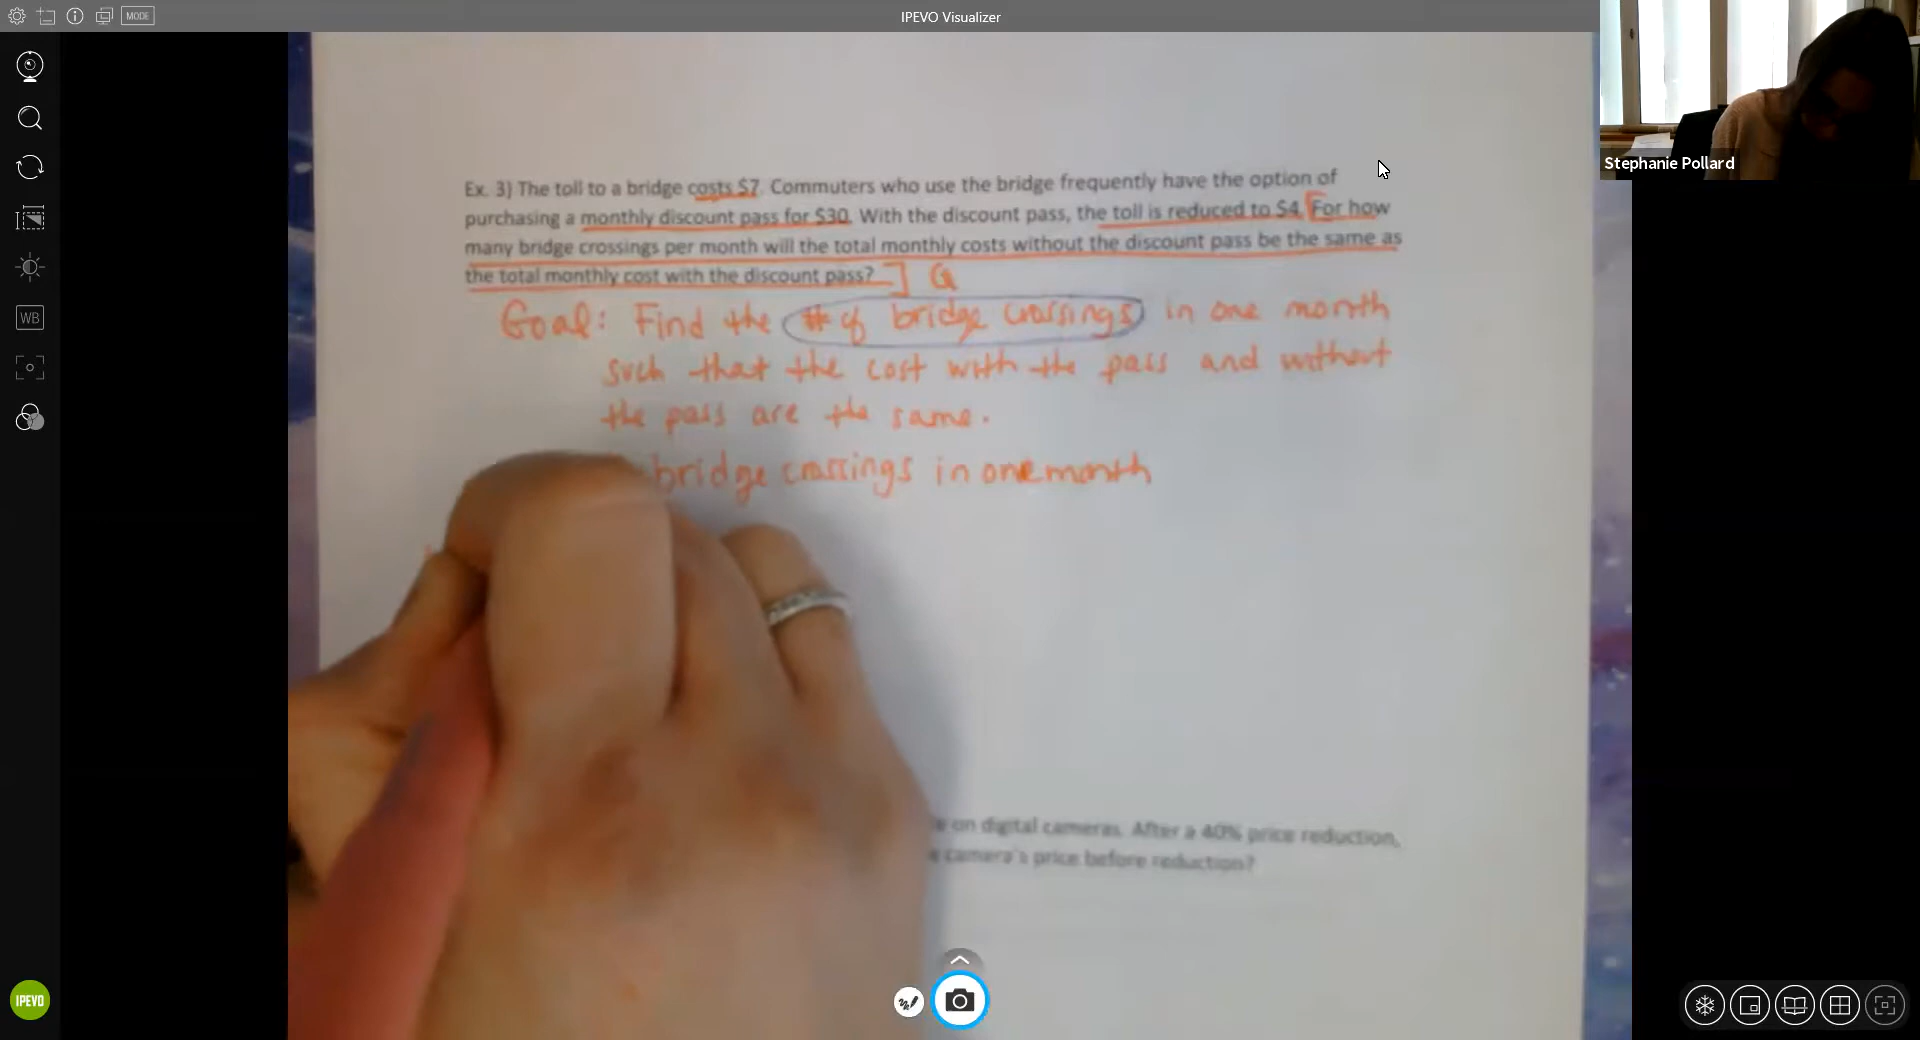 MODE
IPEVO Visualizer
WB
Stephanie Pollard
Ex. 3) The toll to a bridge costs $7. Commuters who use the bridge frequently have the option of
purchasing a monthly discount pass for $30. With the discount pass, the toll is reduced to $4. For how
many bridge crossings per month will the total monthly costs without the discount pass be the same as
the total monthly cost with the discount pass? ] G
Goal: Find the # of bridge crossings in one month
such that the cost with the pass and without
the pass are the same.
bridge crossings in one month
on digital cameras. After a 40% price reduction,
camera's price before reduction?
IPEVO